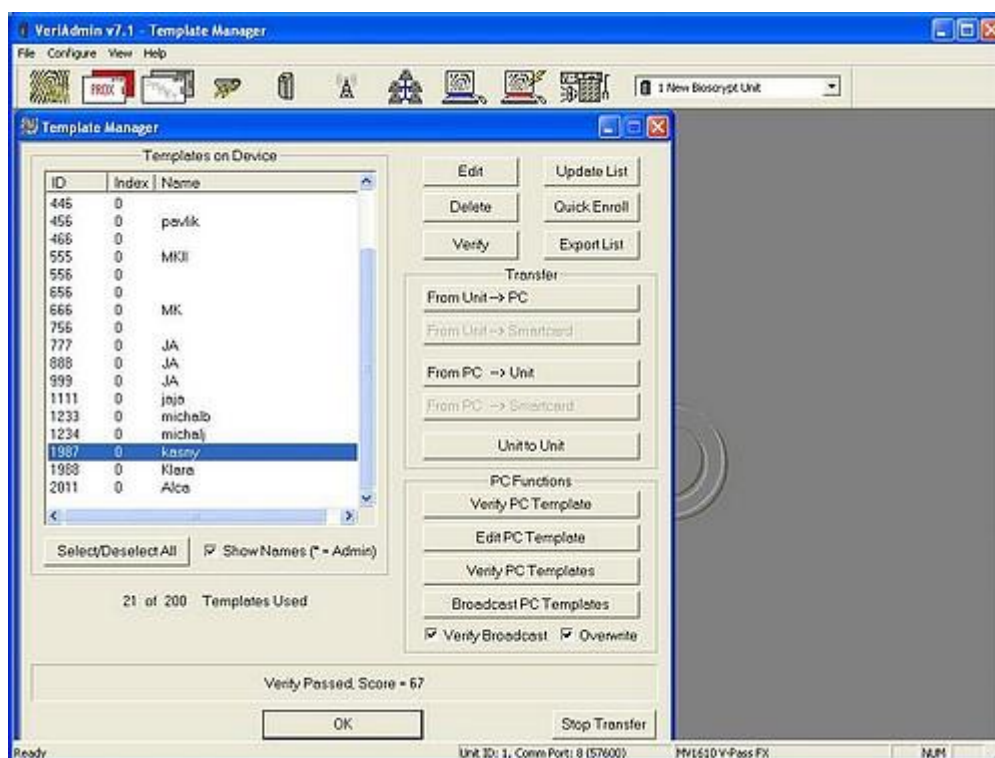 VeriAdmin v7.1 - Template Manager
File Configure View Help
PROX
1 New Bioscrypt Unit
Template Manager
Templates on Device
ID Index Name
446 0
456 0 pavlik
466 0
555 0 MKII
556 0
656 0
666 0 MK
756 0
777 0 JA
888 0 JA
999 0 JA
1111 0 jaja
1233 0 michalb
1234 0 michalj
1987 0 kasny
1988 0 Klara
2011 0 Alca
Select/Deselect All
Show Names (* = Admin)
21 of 200 Templates Used
Edit
Update List
Delete
Quick Enroll
Verify
Export List
Transfer
From Unit --> PC
From Unit --> Smartcard
From PC --> Unit
From PC --> Smartcard
Unit to Unit
PC Functions
Verify PC Template
Edit PC Template
Verify PC Templates
Broadcast PC Templates
Verify Broadcast
Overwrite
Verify Passed, Score = 67
OK
Stop Transfer
Ready
Unit ID: 1, Comm Port: 8 (57600)
MV1610 V-Pass FX
NUM